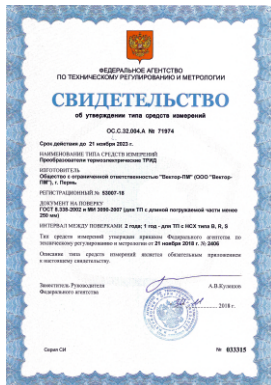 ФЕДЕРАЛЬНОЕ АГЕНТСТВО
ПО ТЕХНИЧЕСКОМУ РЕГУЛИРОВАНИЮ И МЕТРОЛОГИИ
СВИДЕТЕЛЬСТВО
об утверждении типа средств измерений
ОС.С.32.004.А № 71974
Срок действия до 21 ноября 2023 г.
НАИМЕНОВАНИЕ ТИПА СРЕДСТВ ИЗМЕРЕНИЙ
Преобразователи термоэлектрические ТРИД
ИЗГОТОВИТЕЛЬ
Общество с ограниченной ответственностью "Вектор-ПМ" (ООО "Вектор-
ПМ"), г. Пермь
РЕГИСТРАЦИОННЫЙ № 53007-18
ДОКУМЕНТ НА ПОВЕРКУ
ГОСТ 8.338-2002 и МИ 3090-2007 (для ТП с длиной погружаемой части менее
250 мм)
ИНТЕРВАЛ МЕЖДУ ПОВЕРКАМИ 2 года; 1 год - для ТП с НСХ типа B, R, S
Тип средств измерений утвержден приказом Федерального агентства по
техническому регулированию и метрологии от 21 ноября 2018 г. № 2406
Описание типа средств измерений является обязательным приложением
к настоящему свидетельству.
Заместитель Руководителя
А.В.Кулешов
Федерального агентства
2018 г.
Серия СИ
№ 033315